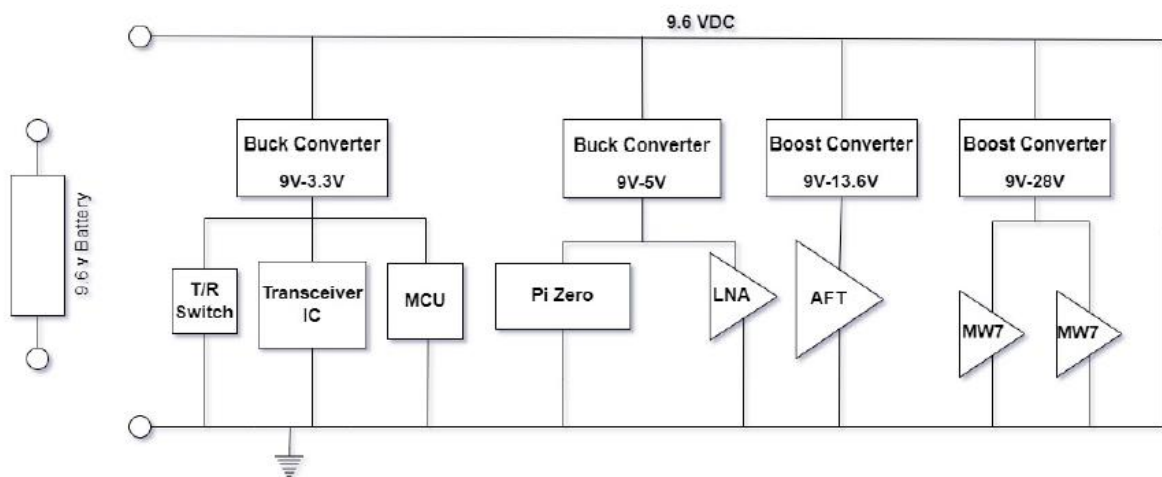 9.6 VDC
Buck Converter
9V-3.3V
Buck Converter
9V-5V
Boost Converter
9V-13.6V
Boost Converter
9V-28V
9.6 v Battery
T/R
Switch
Transceiver
IC
MCU
Pi Zero
LNA
AFT
MW7
MW7